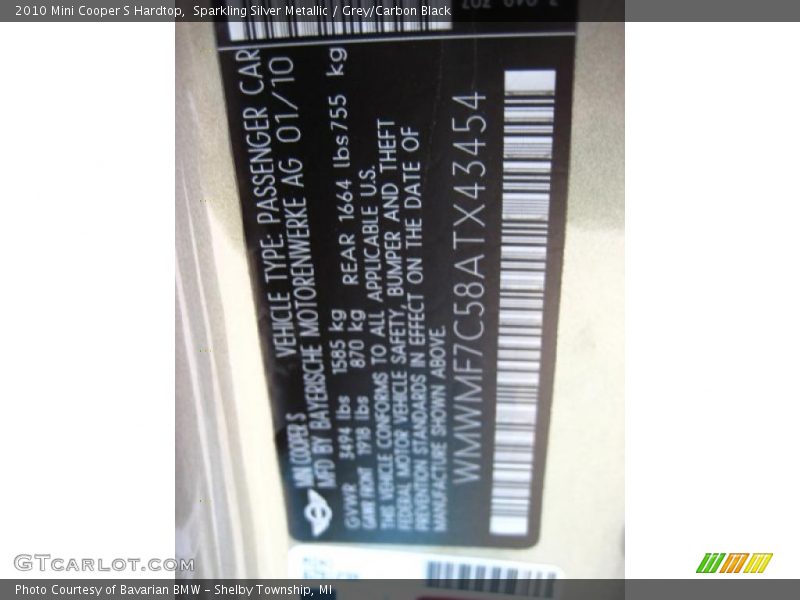 2010 Mini Cooper S Hardtop,  Sparkling Silver Metallic / Grey/Carbon Black
MINI COOPER S
VEHICLE TYPE: PASSENGER CAR
MFD BY BAYERISCHE MOTORENWERKE AG 01/10
GVWR 3494 lbs 1585 kg
GAWR FRONT 1918 lbs 870 kg REAR 1664 lbs 755 kg
THIS VEHICLE CONFORMS TO ALL APPLICABLE U.S.
FEDERAL MOTOR VEHICLE SAFETY, BUMPER AND THEFT
PREVENTION STANDARDS IN EFFECT ON THE DATE OF
MANUFACTURE SHOWN ABOVE.
WMWMF7C58ATX43454
GTCarLot.com
Photo Courtesy of Bavarian BMW – Shelby Township, MI